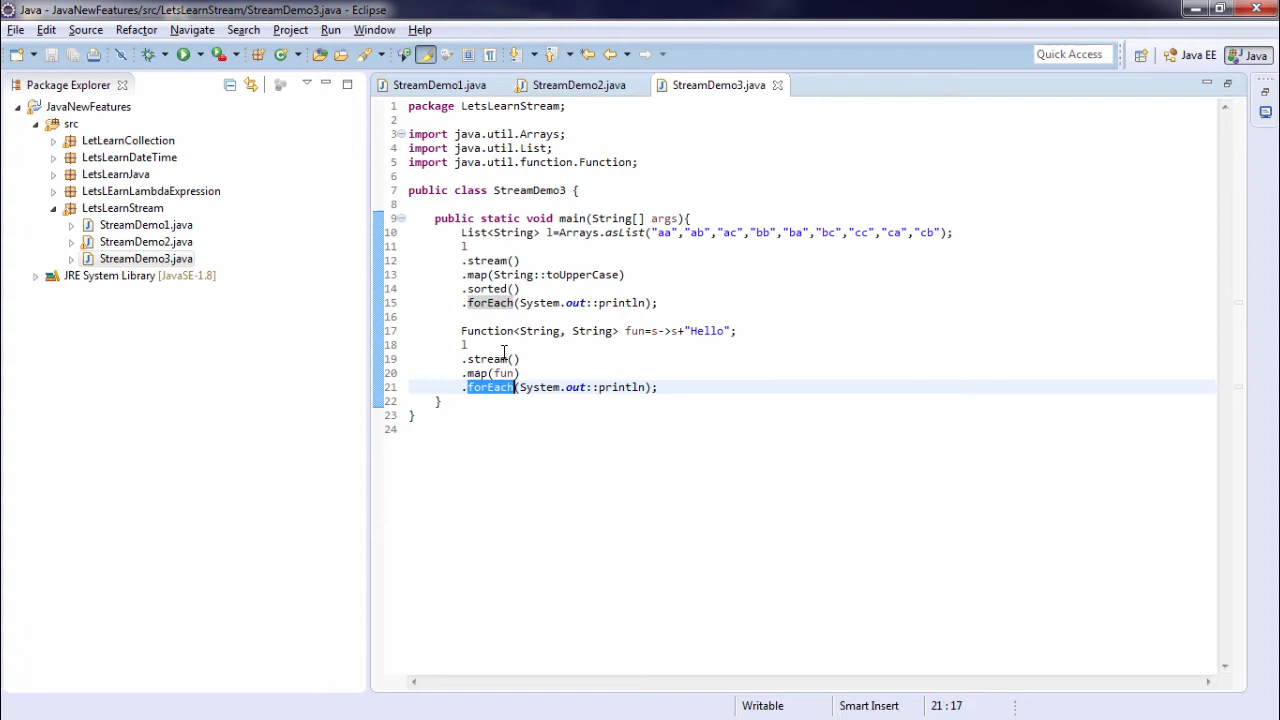 Java - JavaNewFeatures/src/LetsLearnStream/StreamDemo3.java - Eclipse
File Edit Source Refactor Navigate Search Project Run Window Help
Quick Access Java EE Java
Package Explorer
JavaNewFeatures
src
LetLearnCollection
LetsLearnDateTime
LetsLearnJava
LetsLEarnLambdaExpression
LetsLearnStream
StreamDemo1.java
StreamDemo2.java
StreamDemo3.java
JRE System Library [JavaSE-1.8]
StreamDemo1.java StreamDemo2.java StreamDemo3.java
1 package LetsLearnStream;
2
3 import java.util.Arrays;
4 import java.util.List;
5 import java.util.function.Function;
6
7 public class StreamDemo3 {
8
9 public static void main(String[] args){
10 List<String> l=Arrays.asList("aa","ab","ac","bb","ba","bc","cc","ca","cb");
11 l
12 .stream()
13 .map(String::toUpperCase)
14 .sorted()
15 .forEach(System.out::println);
16
17 Function<String, String> fun=s->s+"Hello";
18 l
19 .stream()
20 .map(fun)
21 .forEach(System.out::println);
22 }
23 }
24
Writable Smart Insert 21 : 17